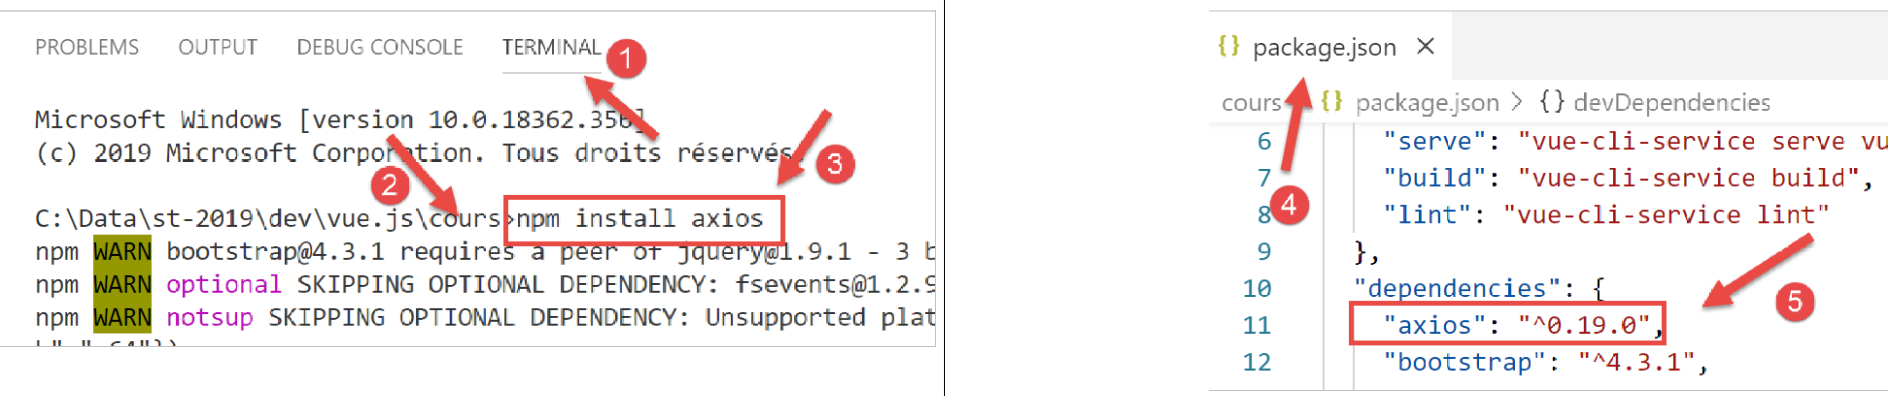 PROBLEMS OUTPUT DEBUG CONSOLE TERMINAL 1
Microsoft Windows [version 10.0.18362.356]
(c) 2019 Microsoft Corporation. Tous droits réservés.
2 3
C:\Data\st-2019\dev\vue.js\cours>npm install axios
npm WARN bootstrap@4.3.1 requires a peer of jquery@1.9.1 - 3 b
npm WARN optional SKIPPING OPTIONAL DEPENDENCY: fsevents@1.2.9
npm WARN notsup SKIPPING OPTIONAL DEPENDENCY: Unsupported plat
{} package.json ×
cours {} package.json > {} devDependencies
6 "serve": "vue-cli-service serve vu
7 "build": "vue-cli-service build",
8 "lint": "vue-cli-service lint"
4
9 },
10 "dependencies": {
11 "axios": "^0.19.0",
5
12 "bootstrap": "^4.3.1",